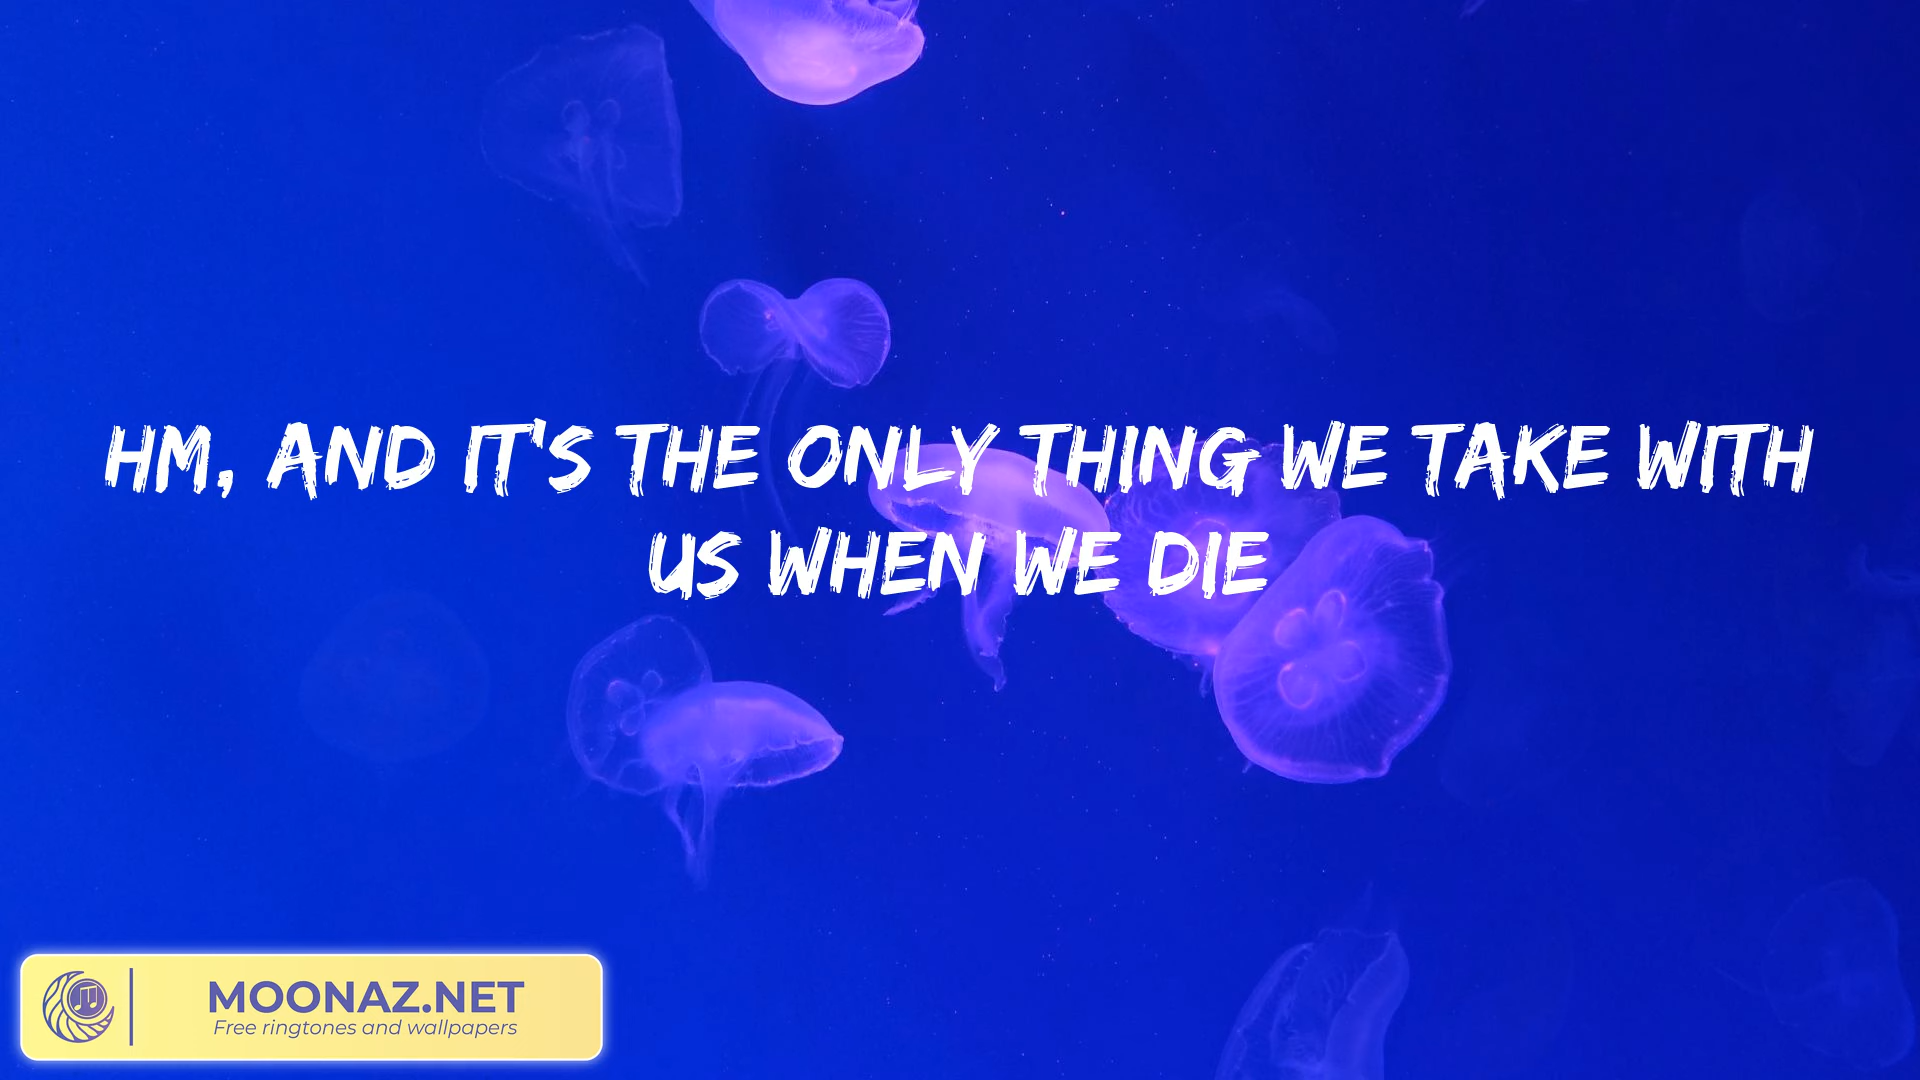 HM, AND IT'S THE ONLY THING WE TAKE WITH
US WHEN WE DIE
MOONAZ.NET
Free ringtones and wallpapers